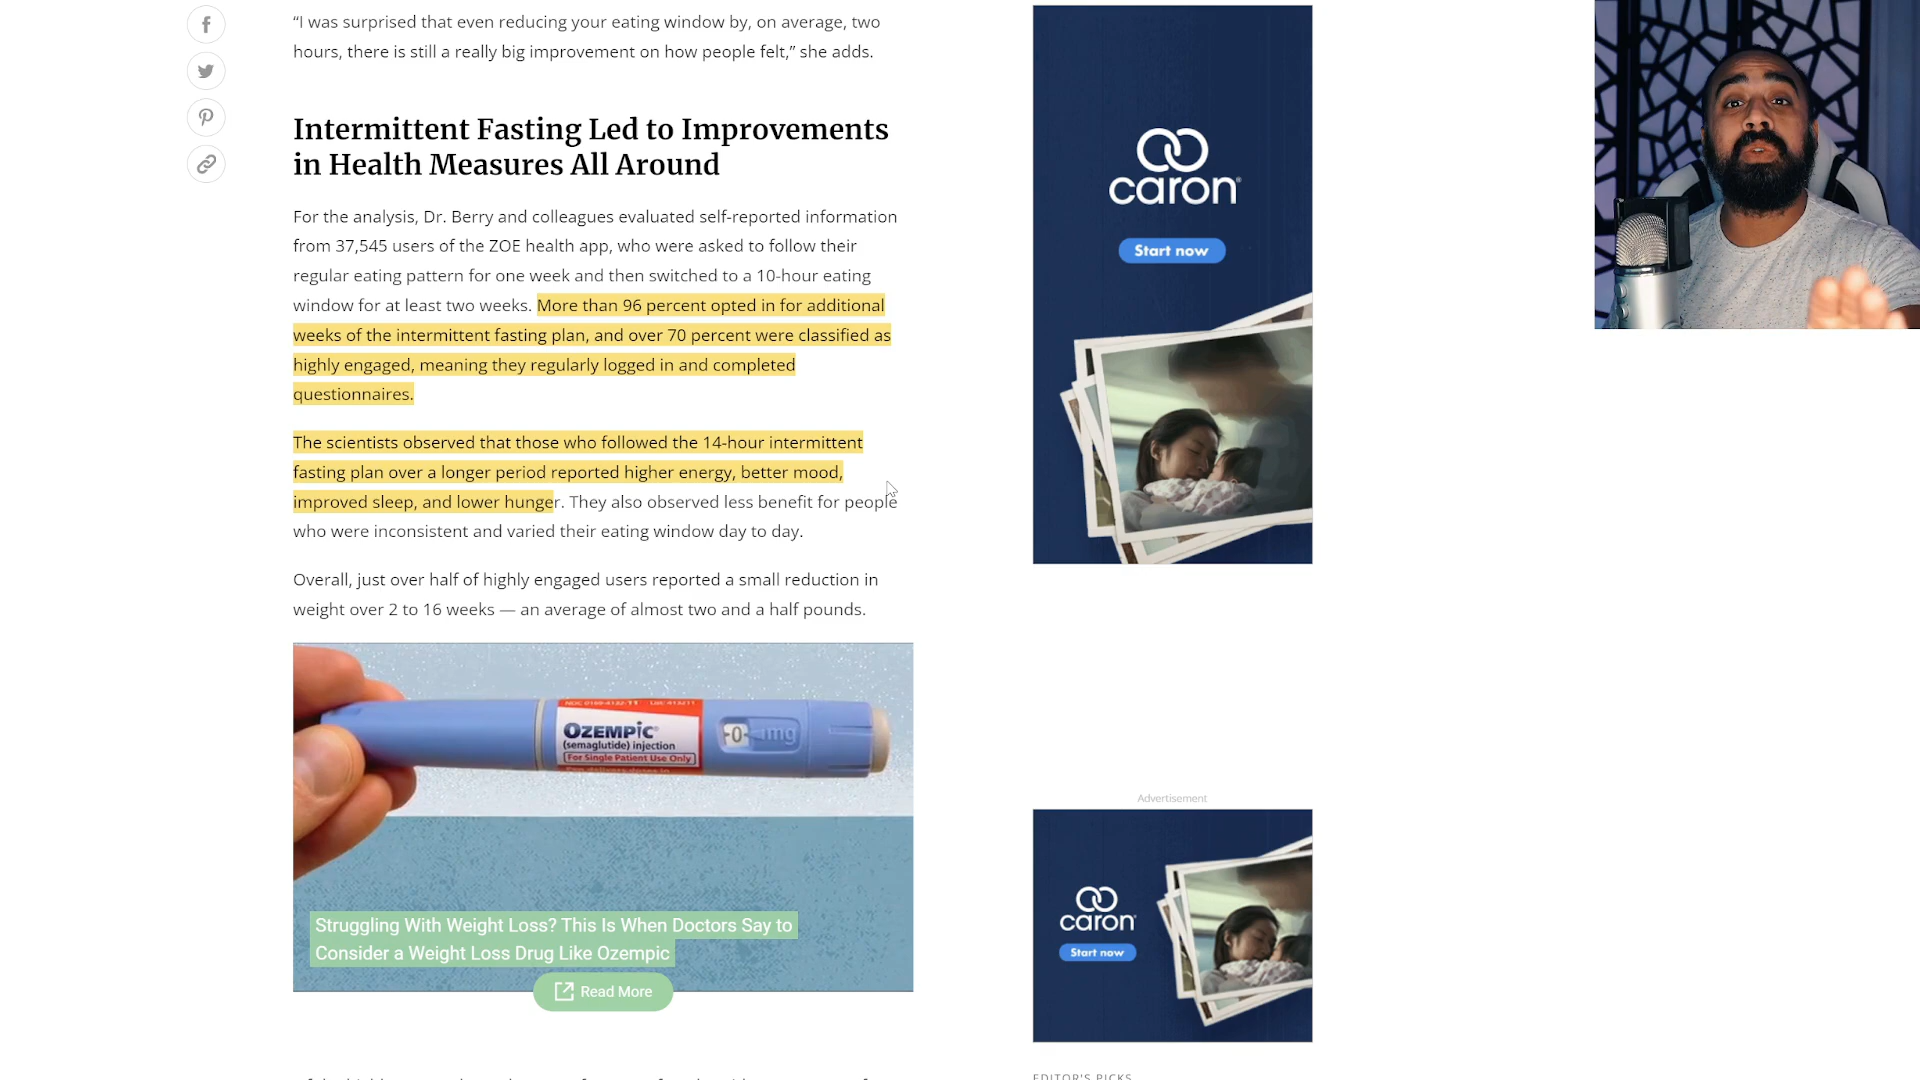 “I was surprised that even reducing your eating window by, on average, two
hours, there is still a really big improvement on how people felt,” she adds.
Intermittent Fasting Led to Improvements
in Health Measures All Around
For the analysis, Dr. Berry and colleagues evaluated self-reported information
from 37,545 users of the ZOE health app, who were asked to follow their
regular eating pattern for one week and then switched to a 10-hour eating
window for at least two weeks. More than 96 percent opted in for additional
weeks of the intermittent fasting plan, and over 70 percent were classified as
highly engaged, meaning they regularly logged in and completed
questionnaires.
The scientists observed that those who followed the 14-hour intermittent
fasting plan over a longer period reported higher energy, better mood,
improved sleep, and lower hunger. They also observed less benefit for people
who were inconsistent and varied their eating window day to day.
Overall, just over half of highly engaged users reported a small reduction in
weight over 2 to 16 weeks — an average of almost two and a half pounds.
OZEMPIC®
(semaglutide) injection
For Single Patient Use Only
0 mg
Struggling With Weight Loss? This Is When Doctors Say to
Consider a Weight Loss Drug Like Ozempic
Read More
caron®
Start now
Advertisement
caron
Start now
EDITOR'S PICKS